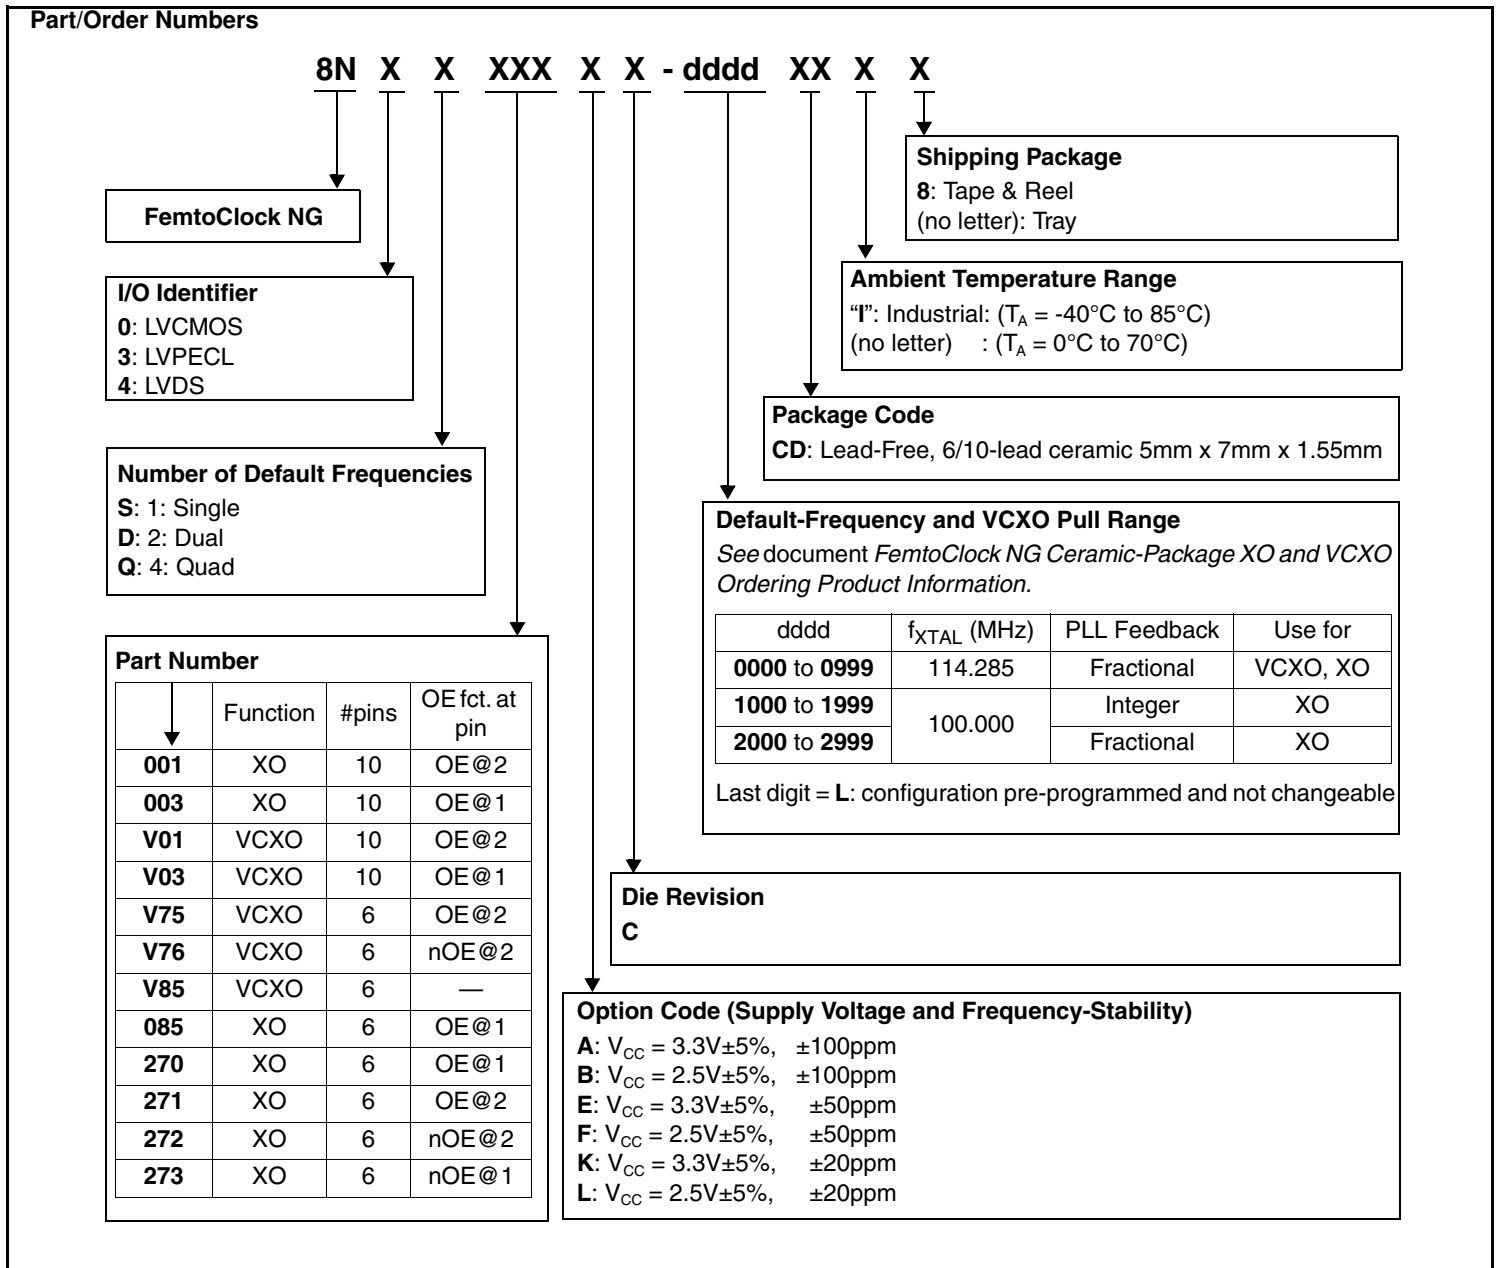 Part/Order Numbers
8N X X XXX X X - dddd XX X X
Shipping Package
8: Tape & Reel
(no letter): Tray
FemtoClock NG
Ambient Temperature Range
“I”: Industrial: (TA = -40°C to 85°C)
(no letter) : (TA = 0°C to 70°C)
I/O Identifier
0: LVCMOS
3: LVPECL
4: LVDS
Package Code
CD: Lead-Free, 6/10-lead ceramic 5mm x 7mm x 1.55mm
Number of Default Frequencies
S: 1: Single
D: 2: Dual
Q: 4: Quad
Default-Frequency and VCXO Pull Range
See document FemtoClock NG Ceramic-Package XO and VCXO
Ordering Product Information.
dddd fXTAL (MHz) PLL Feedback Use for
0000 to 0999 114.285 Fractional VCXO, XO
1000 to 1999 100.000 Integer XO
2000 to 2999 Fractional XO
Last digit = L: configuration pre-programmed and not changeable
Part Number
Function #pins OE fct. at pin
001 XO 10 OE@2
003 XO 10 OE@1
V01 VCXO 10 OE@2
V03 VCXO 10 OE@1
V75 VCXO 6 OE@2
V76 VCXO 6 nOE@2
V85 VCXO 6 —
085 XO 6 OE@1
270 XO 6 OE@1
271 XO 6 OE@2
272 XO 6 nOE@2
273 XO 6 nOE@1
Die Revision
C
Option Code (Supply Voltage and Frequency-Stability)
A: VCC = 3.3V±5%, ±100ppm
B: VCC = 2.5V±5%, ±100ppm
E: VCC = 3.3V±5%, ±50ppm
F: VCC = 2.5V±5%, ±50ppm
K: VCC = 3.3V±5%, ±20ppm
L: VCC = 2.5V±5%, ±20ppm